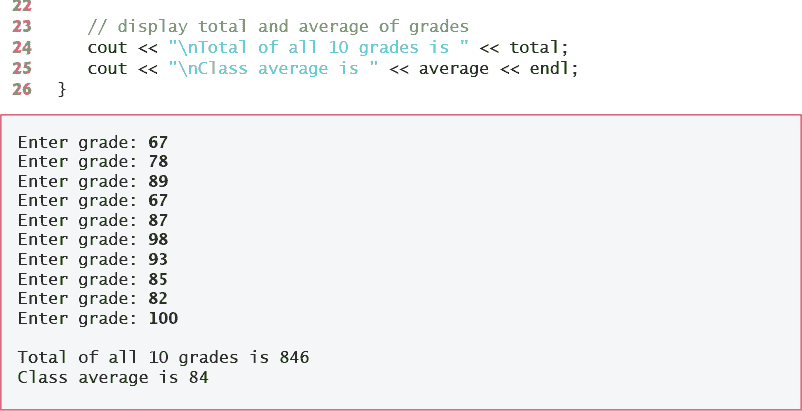 22
23 // display total and average of grades
24 cout << "\nTotal of all 10 grades is " << total;
25 cout << "\nClass average is " << average << endl;
26 }
Enter grade: 67
Enter grade: 78
Enter grade: 89
Enter grade: 67
Enter grade: 87
Enter grade: 98
Enter grade: 93
Enter grade: 85
Enter grade: 82
Enter grade: 100
Total of all 10 grades is 846
Class average is 84